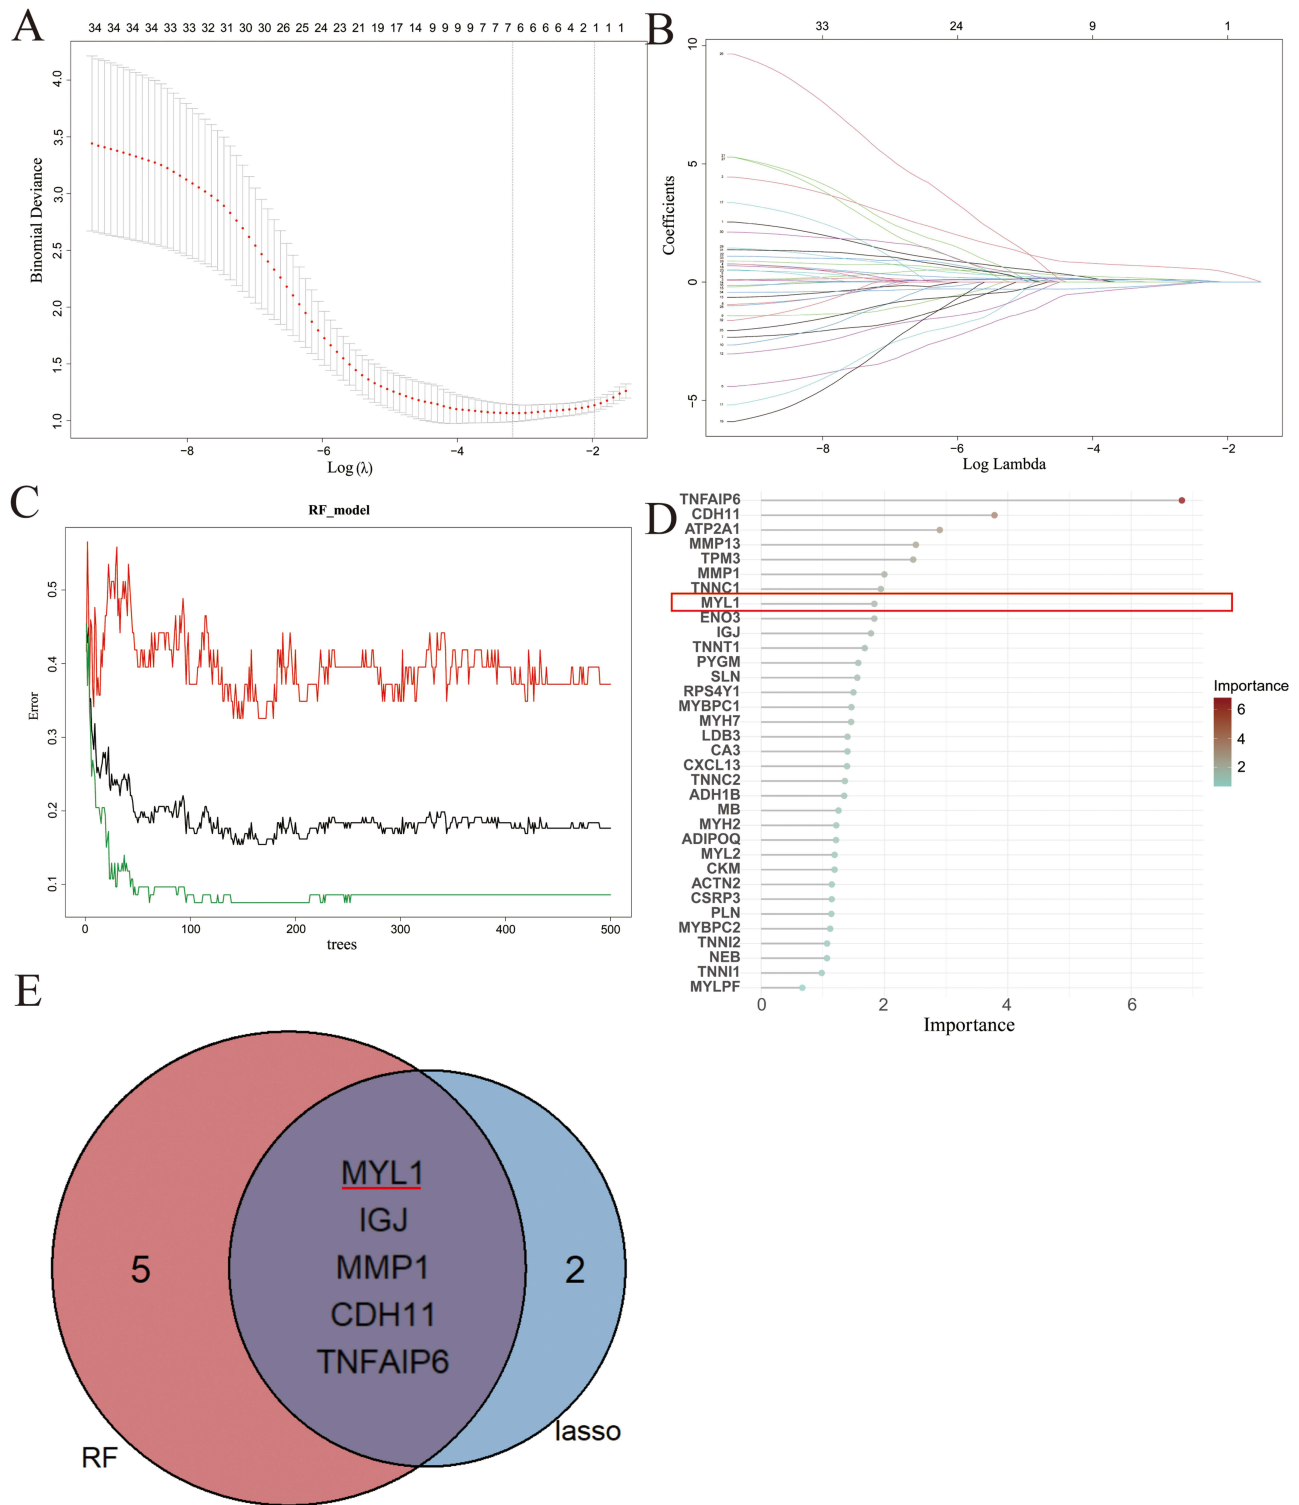 A
34 34 34 34 33 33 32 31 30 30 26 25 24 23 21 19 17 14 9 9 9 9 7 7 7 6 6 6 6 2 1 1 1
Binomial Deviance
4.0
3.5
3.0
2.5
2.0
1.5
1.0
−8 −6 −4 −2
Log (λ)
B
33 24 9 1
Coefficients
10
5
0
−5
−8 −6 −4 −2
Log Lambda
C
RF_model
Error
0.5
0.4
0.3
0.2
0.1
0 100 200 300 400 500
trees
D
TNFAIP6
CDH11
ATP2A1
MMP13
TPM3
MMP1
TNNC1
MYL1
ENO3
IGJ
TNNT1
PYGM
SLN
RPS4Y1
MYBPC1
MYH7
LDB3
CA3
CXCL13
TNNC2
ADH1B
MB
MYH2
ADIPOQ
MYL2
CKM
ACTN2
CSRP3
PLN
MYBPC2
TNNI2
NEB
TNNI1
MYLPF
0 2 4 6
Importance
Importance
6
4
2
E
5
MYL1
IGJ
MMP1
CDH11
TNFAIP6
2
RF
lasso